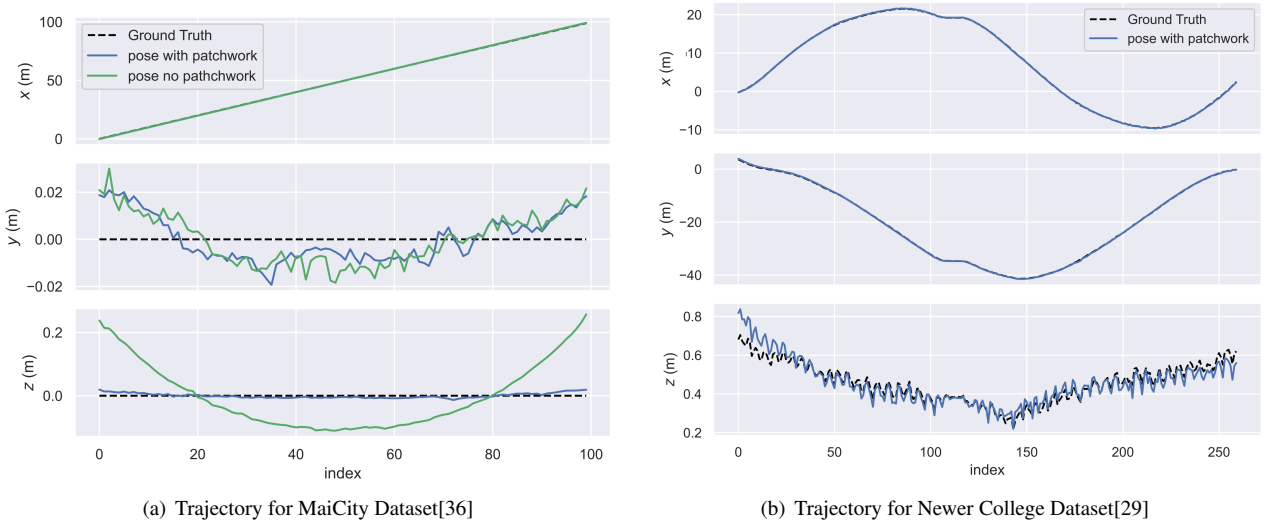 100
50
0
x (m)
Ground Truth
pose with patchwork
pose no pathchwork
0.02
0.00
−0.02
y (m)
0.2
0.0
z (m)
0 20 40 60 80 100
index
(a) Trajectory for MaiCity Dataset[36]
20
10
0
−10
x (m)
Ground Truth
pose with patchwork
0
−20
−40
y (m)
0.8
0.6
0.4
0.2
z (m)
0 50 100 150 200 250
index
(b) Trajectory for Newer College Dataset[29]